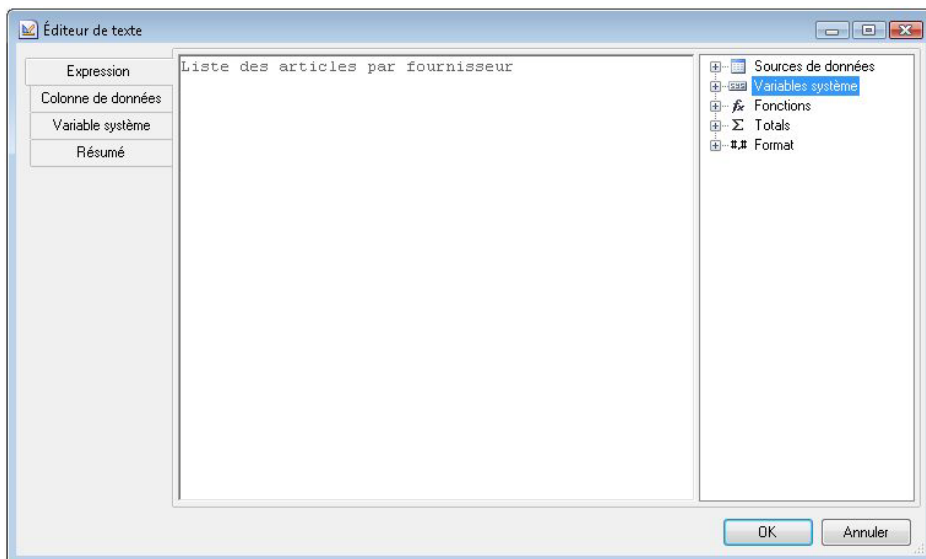 Éditeur de texte
Expression
Colonne de données
Variable système
Résumé
Liste des articles par fournisseur
Sources de données
Variables système
fx Fonctions
Σ Totals
#,# Format
OK
Annuler